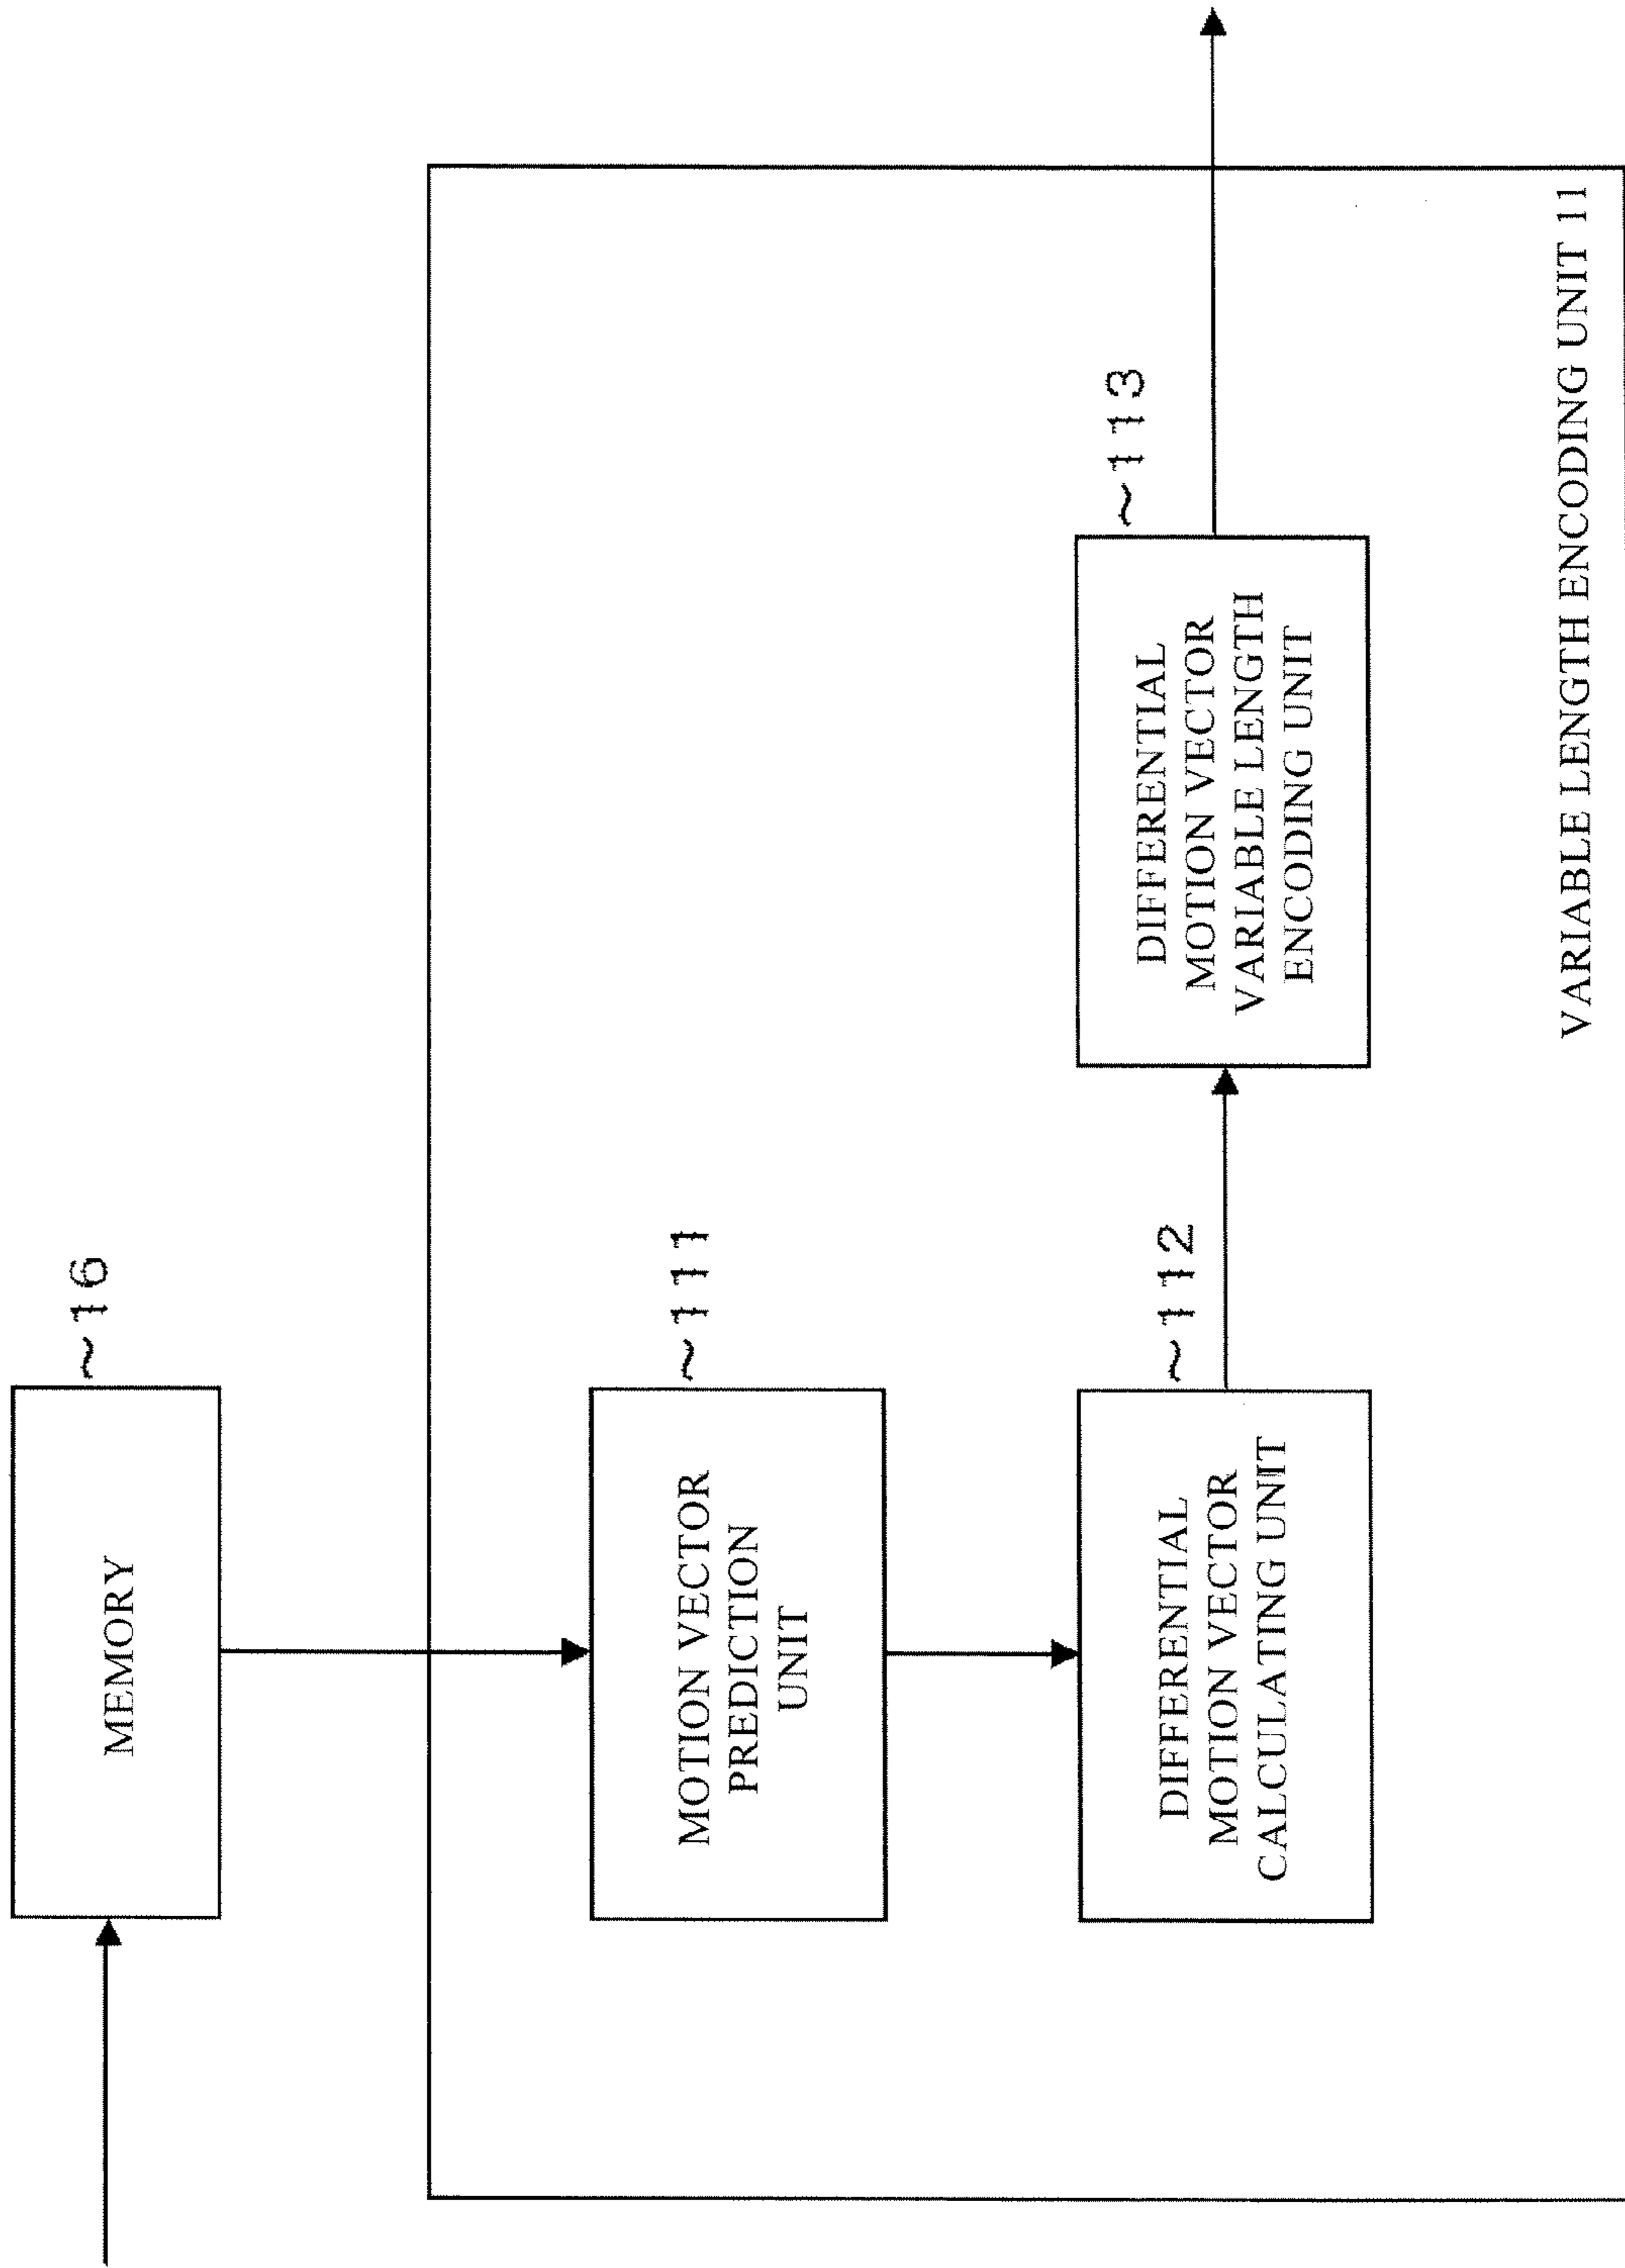 MEMORY
~16
MOTION VECTOR
PREDICTION
UNIT
~111
DIFFERENTIAL
MOTION VECTOR
CALCULATING UNIT
~112
DIFFERENTIAL
MOTION VECTOR
VARIABLE LENGTH
ENCODING UNIT
~113
VARIABLE LENGTH ENCODING UNIT 11